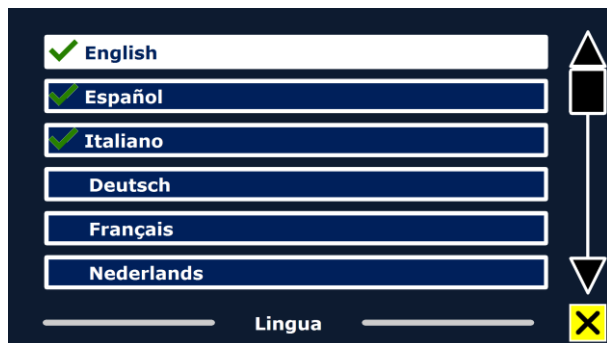 English
Español
Italiano
Deutsch
Français
Nederlands
Lingua